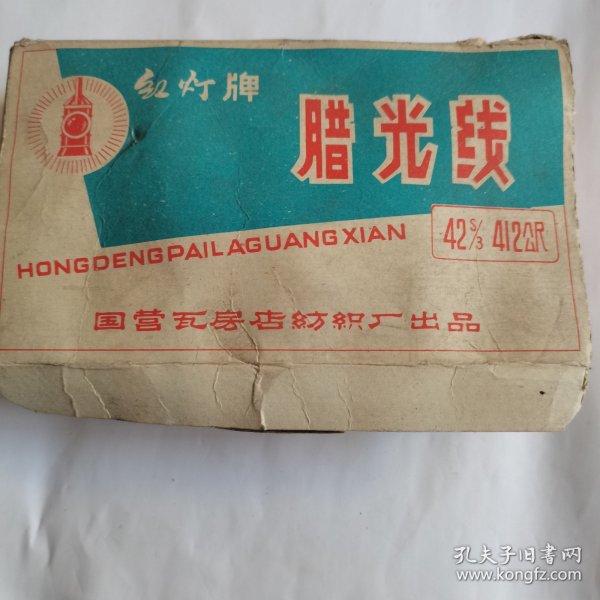 红灯牌
腊光线
HONGDENGPAILAGUANGXIAN
42S/3 412公尺
国营瓦房店纺织厂出品
孔夫子旧书网
www.kongfz.com